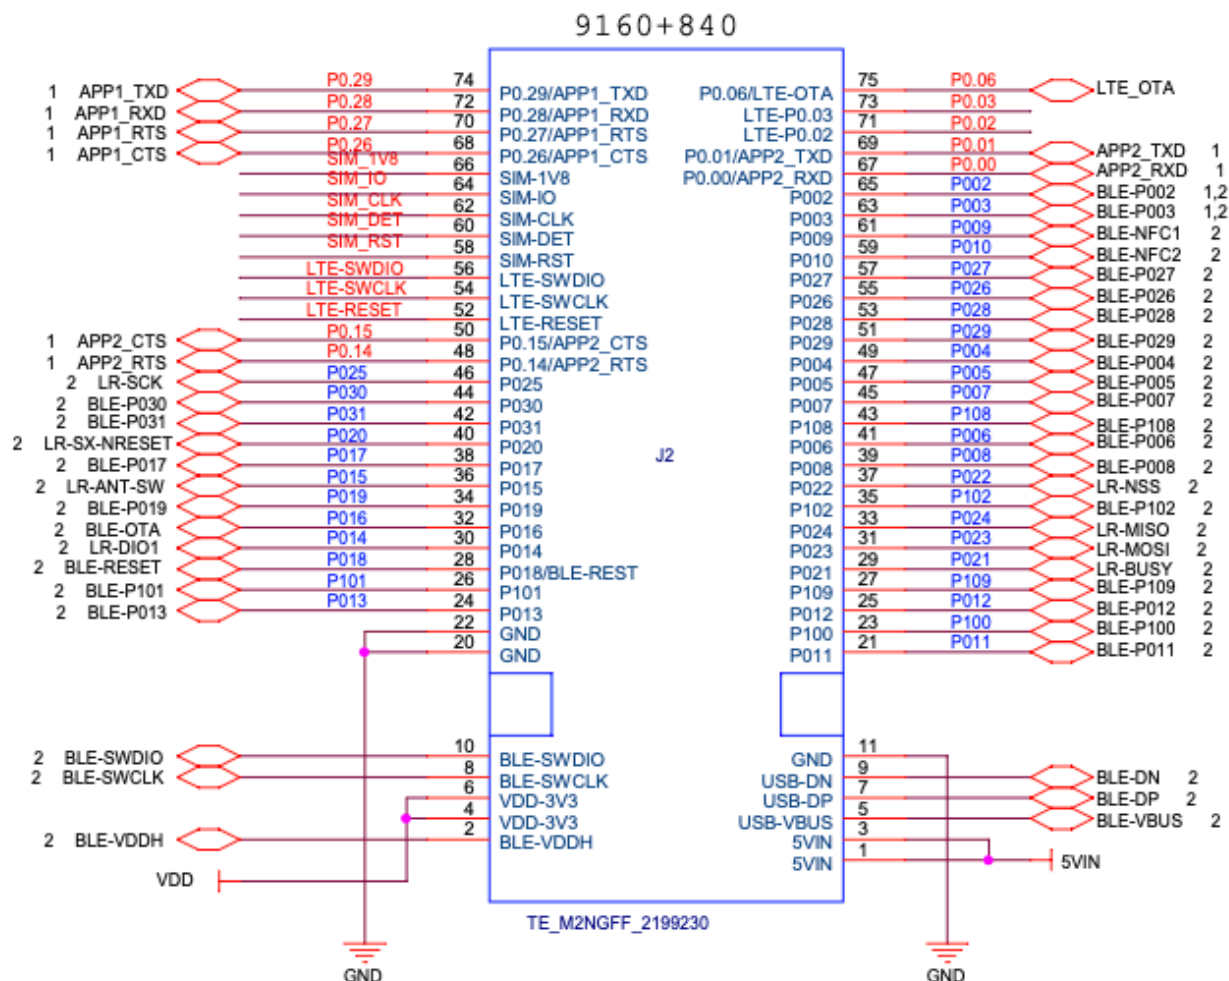 9160+840
1 APP1_TXD P0.29 74 P0.29/APP1_TXD P0.06/LTE-OTA 75 P0.06 LTE_OTA
1 APP1_RXD P0.28 72 P0.28/APP1_RXD LTE-P0.03 73 P0.03
1 APP1_RTS P0.27 70 P0.27/APP1_RTS LTE-P0.02 71 P0.02
1 APP1_CTS P0.26 68 P0.26/APP1_CTS P0.01/APP2_TXD 69 P0.01 APP2_TXD 1
SIM_1V8 66 SIM-1V8 P0.00/APP2_RXD 67 P0.00 APP2_RXD 1
SIM_IO 64 SIM-IO P002 65 P002 BLE-P002 1,2
SIM_CLK 62 SIM-CLK P003 63 P003 BLE-P003 1,2
SIM_DET 60 SIM-DET P009 61 P009 BLE-NFC1 2
SIM_RST 58 SIM-RST P010 59 P010 BLE-NFC2 2
LTE-SWDIO 56 LTE-SWDIO P027 57 P027 BLE-P027 2
LTE-SWCLK 54 LTE-SWCLK P026 55 P026 BLE-P026 2
LTE-RESET 52 LTE-RESET P028 53 P028 BLE-P028 2
1 APP2_CTS P0.15 50 P0.15/APP2_CTS P029 51 P029 BLE-P029 2
1 APP2_RTS P0.14 48 P0.14/APP2_RTS P004 49 P004 BLE-P004 2
2 LR-SCK P025 46 P025 P005 47 P005 BLE-P005 2
2 BLE-P030 P030 44 P030 P007 45 P007 BLE-P007 2
2 BLE-P031 P031 42 P031 P108 43 P108 BLE-P108 2
2 LR-SX-NRESET P020 40 P020 P006 41 P006 BLE-P006 2
2 BLE-P017 P017 38 P017 J2 P008 39 P008 BLE-P008 2
2 LR-ANT-SW P015 36 P015 P022 37 P022 LR-NSS 2
2 BLE-P019 P019 34 P019 P102 35 P102 BLE-P102 2
2 BLE-OTA P016 32 P016 P024 33 P024 LR-MISO 2
2 LR-DIO1 P014 30 P014 P023 31 P023 LR-MOSI 2
2 BLE-RESET P018 28 P018/BLE-REST P021 29 P021 LR-BUSY 2
2 BLE-P101 P101 26 P101 P109 27 P109 BLE-P109 2
2 BLE-P013 P013 24 P013 P012 25 P012 BLE-P012 2
22 GND P100 23 P100 BLE-P100 2
20 GND P011 21 P011 BLE-P011 2
2 BLE-SWDIO 10 BLE-SWDIO GND 11
2 BLE-SWCLK 8 BLE-SWCLK USB-DN 9 BLE-DN 2
6 VDD-3V3 USB-DP 7 BLE-DP 2
4 VDD-3V3 USB-VBUS 5 BLE-VBUS 2
2 BLE-VDDH 2 BLE-VDDH 5VIN 3
VDD 5VIN 1 5VIN
TE_M2NGFF_2199230
GND GND